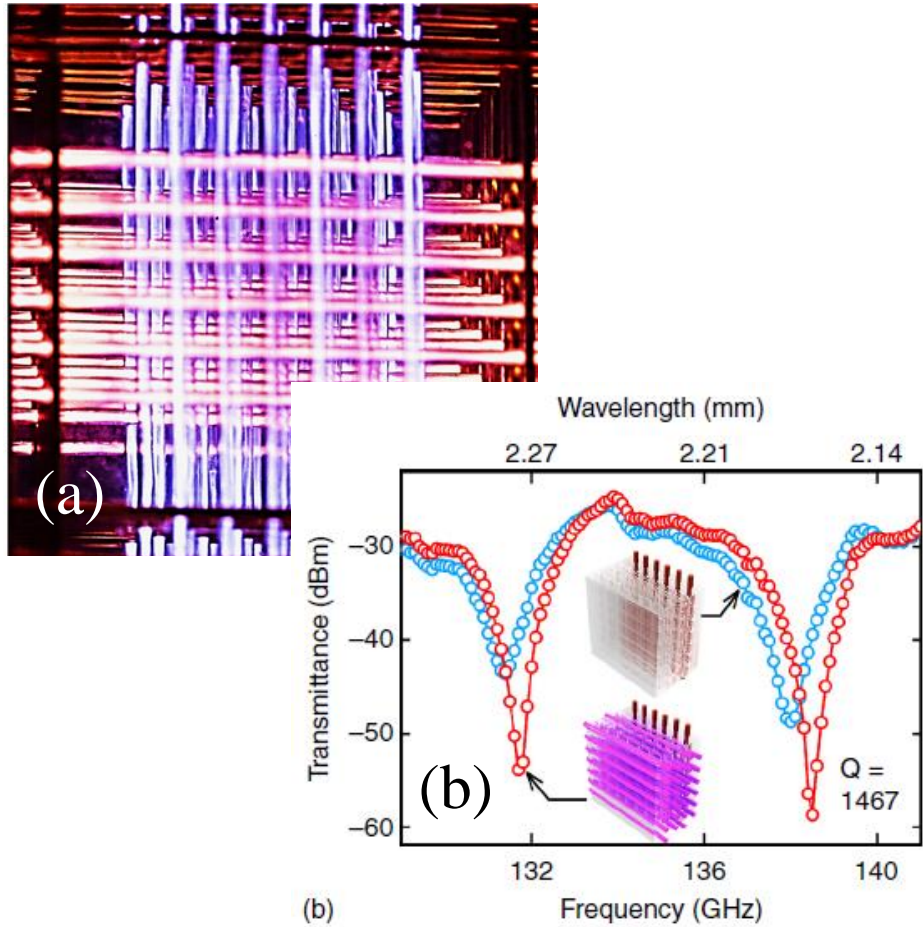 (a)
Wavelength (mm)
2.27 2.21 2.14
Transmittance (dBm)
−30
−40
−50
−60
(b)
Q =
1467
132 136 140
(b)
Frequency (GHz)